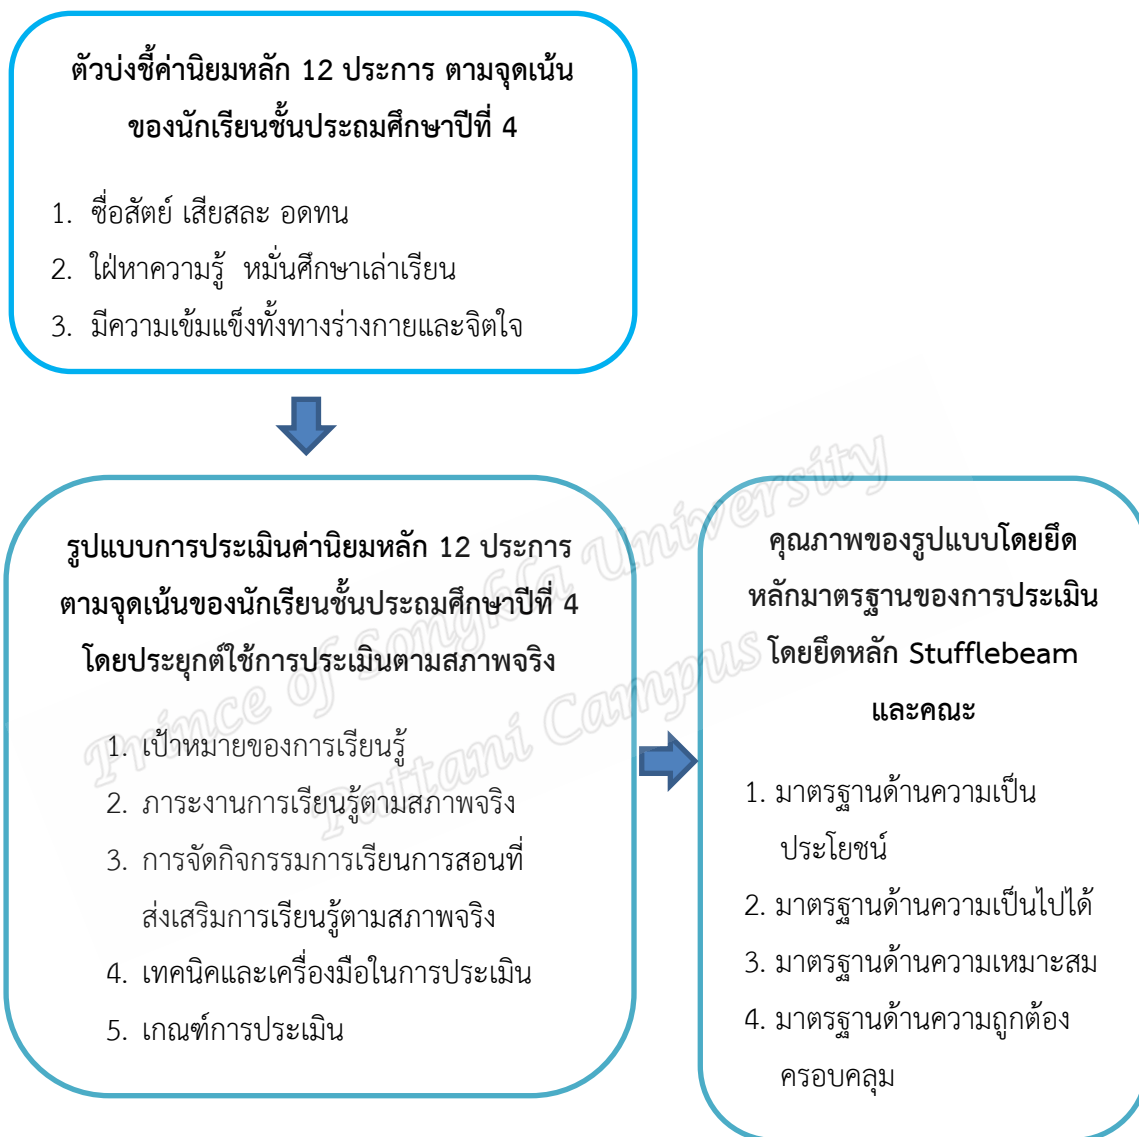 ตัวบ่งชี้ค่านิยมหลัก 12 ประการ ตามจุดเน้น
ของนักเรียนชั้นประถมศึกษาปีที่ 4
1. ซื่อสัตย์ เสียสละ อดทน
2. ใฝ่หาความรู้ หมั่นศึกษาเล่าเรียน
3. มีความเข้มแข็งทั้งทางร่างกายและจิตใจ
รูปแบบการประเมินค่านิยมหลัก 12 ประการ
ตามจุดเน้นของนักเรียนชั้นประถมศึกษาปีที่ 4
โดยประยุกต์ใช้การประเมินตามสภาพจริง
1. เป้าหมายของการเรียนรู้
2. ภาระงานการเรียนรู้ตามสภาพจริง
3. การจัดกิจกรรมการเรียนการสอนที่
ส่งเสริมการเรียนรู้ตามสภาพจริง
4. เทคนิคและเครื่องมือในการประเมิน
5. เกณฑ์การประเมิน
คุณภาพของรูปแบบโดยยึด
หลักมาตรฐานของการประเมิน
โดยยึดหลัก Stufflebeam
และคณะ
1. มาตรฐานด้านความเป็น
ประโยชน์
2. มาตรฐานด้านความเป็นไปได้
3. มาตรฐานด้านความเหมาะสม
4. มาตรฐานด้านความถูกต้อง
ครอบคลุม
Prince of Songkla University
Pattani Campus